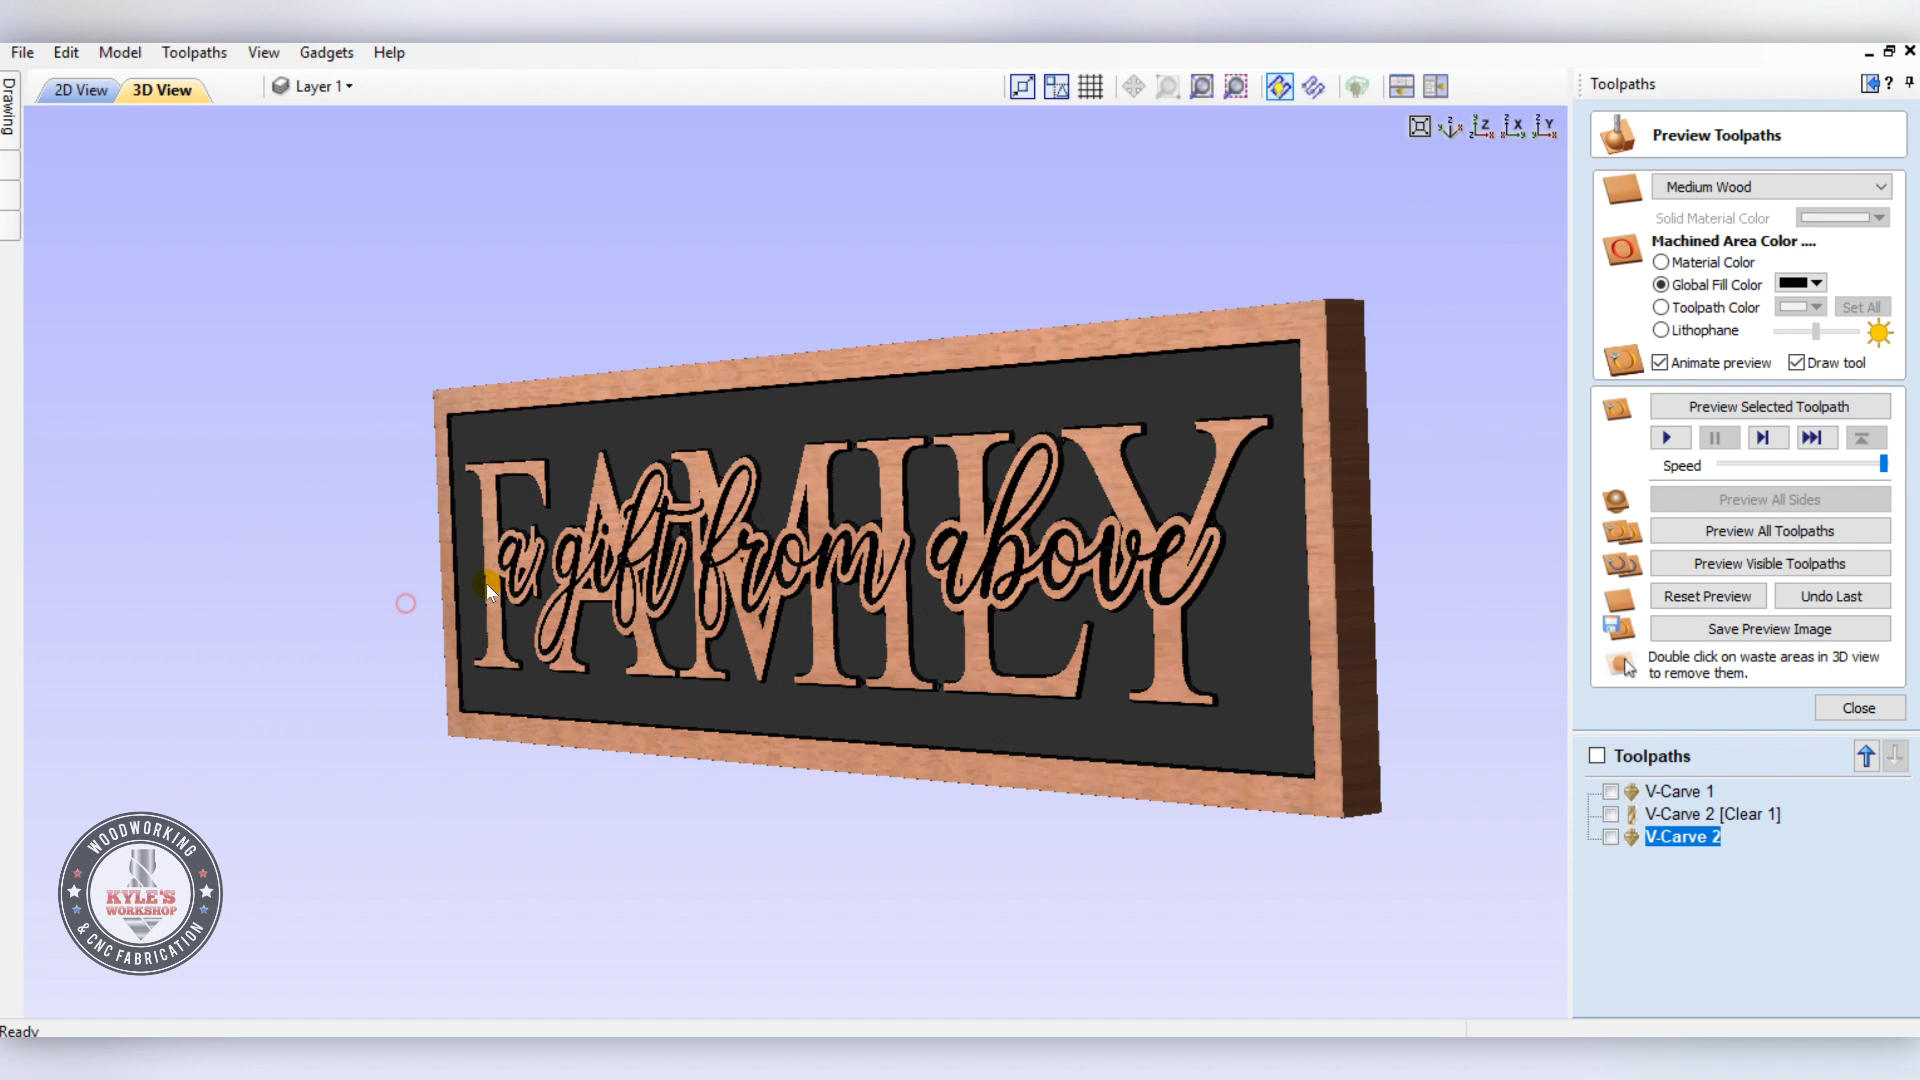 File Edit Model Toolpaths View Gadgets Help
Drawing
2D View 3D View Layer 1
Toolpaths ?
Z X Y
Preview Toolpaths
Medium Wood
Solid Material Color
Machined Area Color ....
Material Color
Global Fill Color
Toolpath Color Set All
Lithophane
Animate preview Draw tool
Preview Selected Toolpath
Speed
Preview All Sides
Preview All Toolpaths
Preview Visible Toolpaths
Reset Preview Undo Last
Save Preview Image
Double click on waste areas in 3D view
to remove them.
Close
Toolpaths
V-Carve 1
V-Carve 2 [Clear 1]
V-Carve 2
FAMILY
a gift from above
WOODWORKING
KYLE'S
WORKSHOP
& CNC FABRICATION
Ready